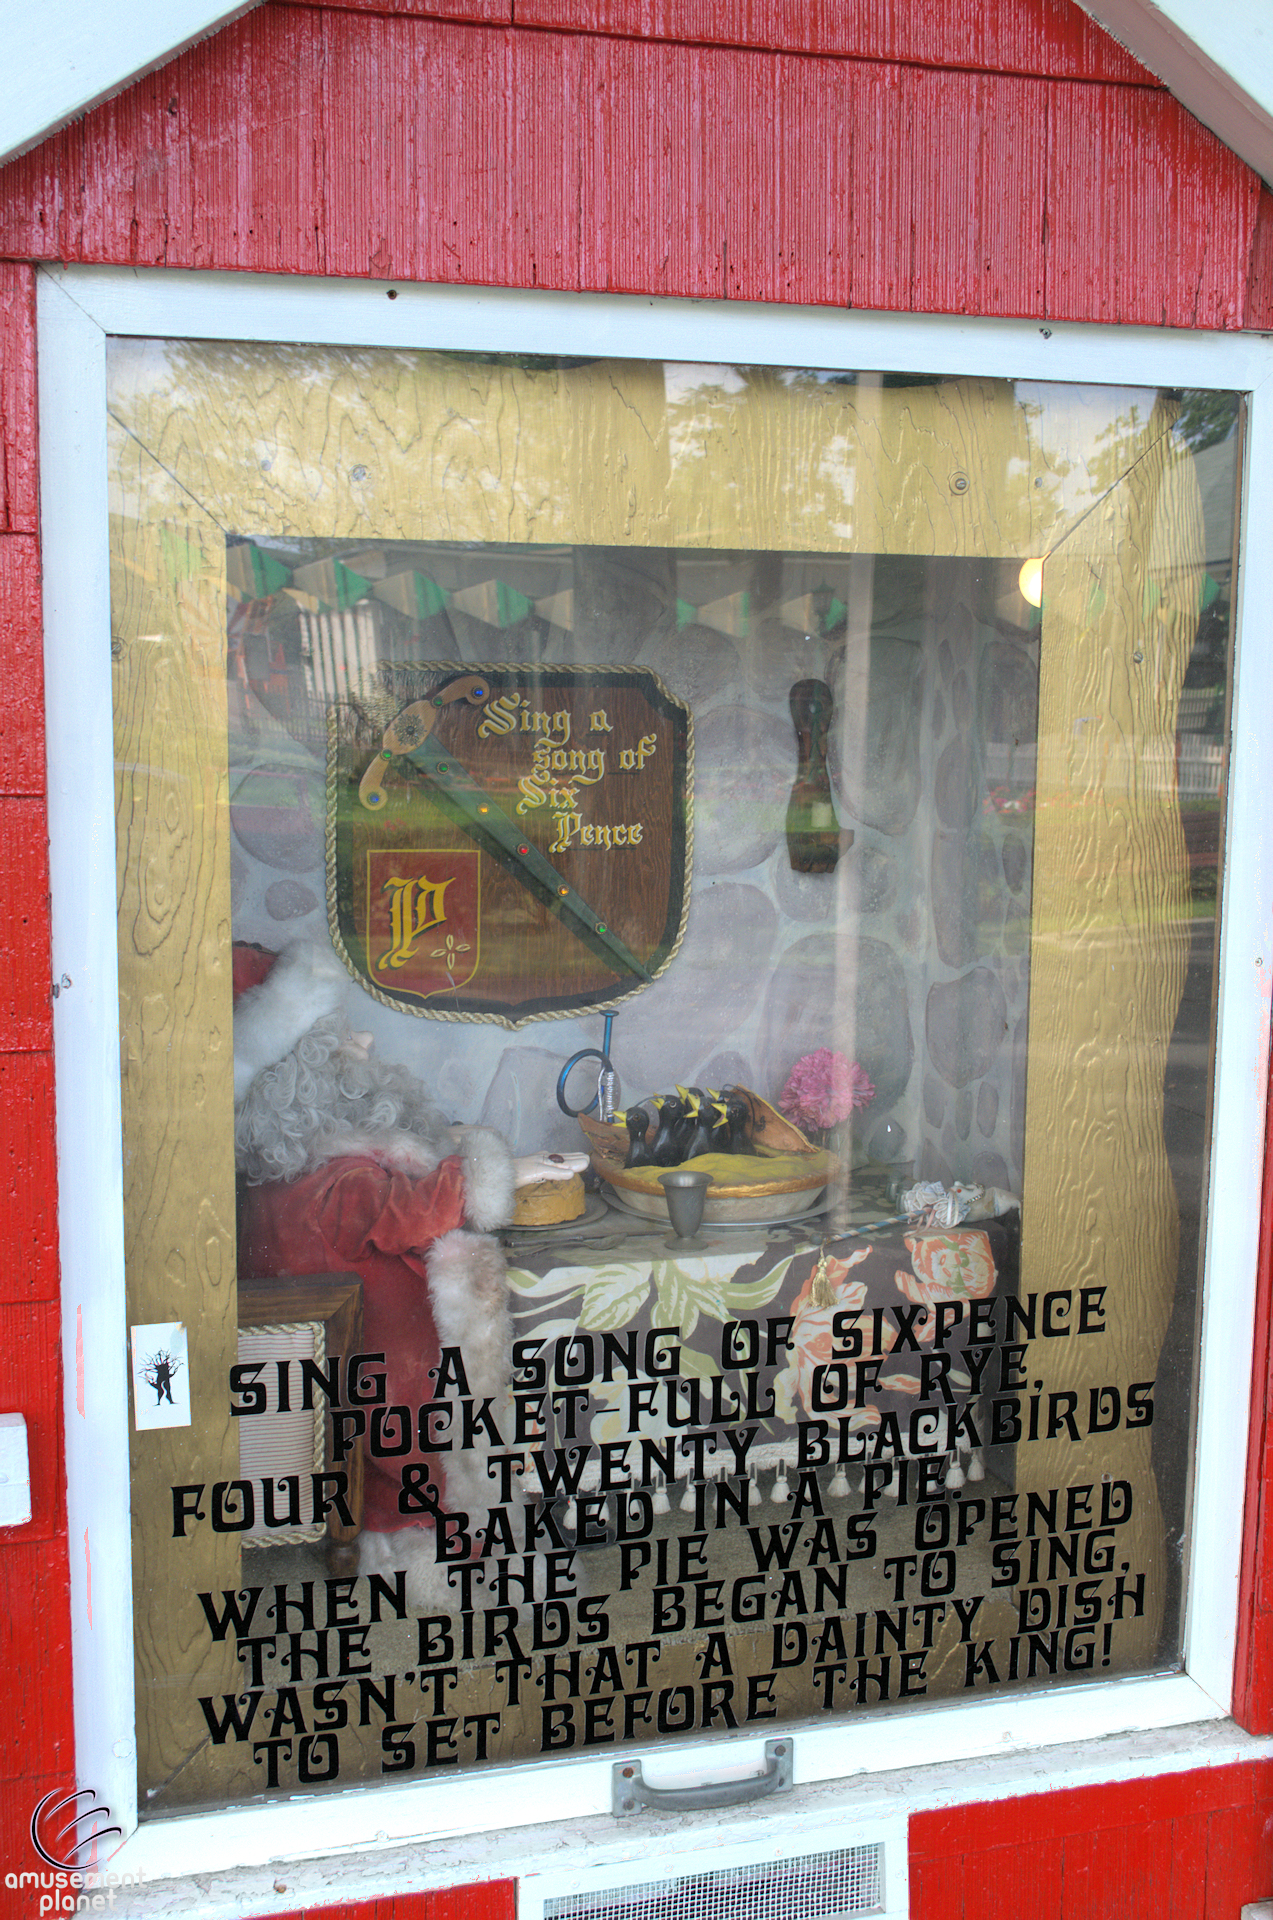 Sing a
song of
Six
Pence
P
SING A SONG OF SIXPENCE
POCKET-FULL OF RYE,
FOUR & TWENTY BLACKBIRDS
BAKED IN A PIE.
WHEN THE PIE WAS OPENED
THE BIRDS BEGAN TO SING,
WASN'T THAT A DAINTY DISH
TO SET BEFORE THE KING!
amusement
planet